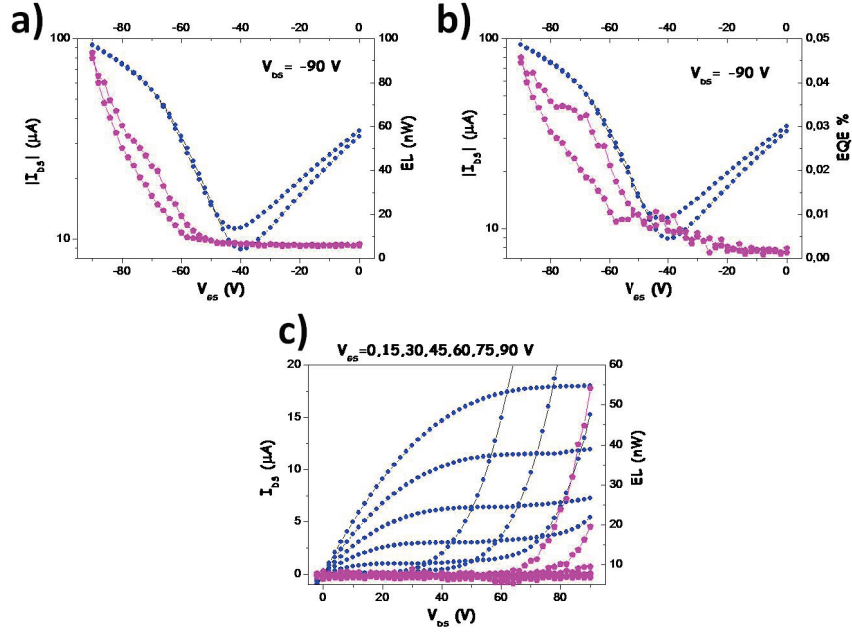 a)
-80 -60 -40 -20 0
100
100
V_DS = -90 V
80
60
40
20
0
10
|I_DS| (µA)
EL (nW)
-80 -60 -40 -20 0
V_GS (V)
b)
-80 -60 -40 -20 0
100
0,05
V_DS = -90 V
0,04
0,03
0,02
0,01
0,00
10
|I_DS| (µA)
EQE %
-80 -60 -40 -20 0
V_GS (V)
c)
V_GS=0,15,30,45,60,75,90 V
20
15
10
5
0
I_DS (µA)
60
50
40
30
20
10
EL (nW)
0 20 40 60 80
V_DS (V)